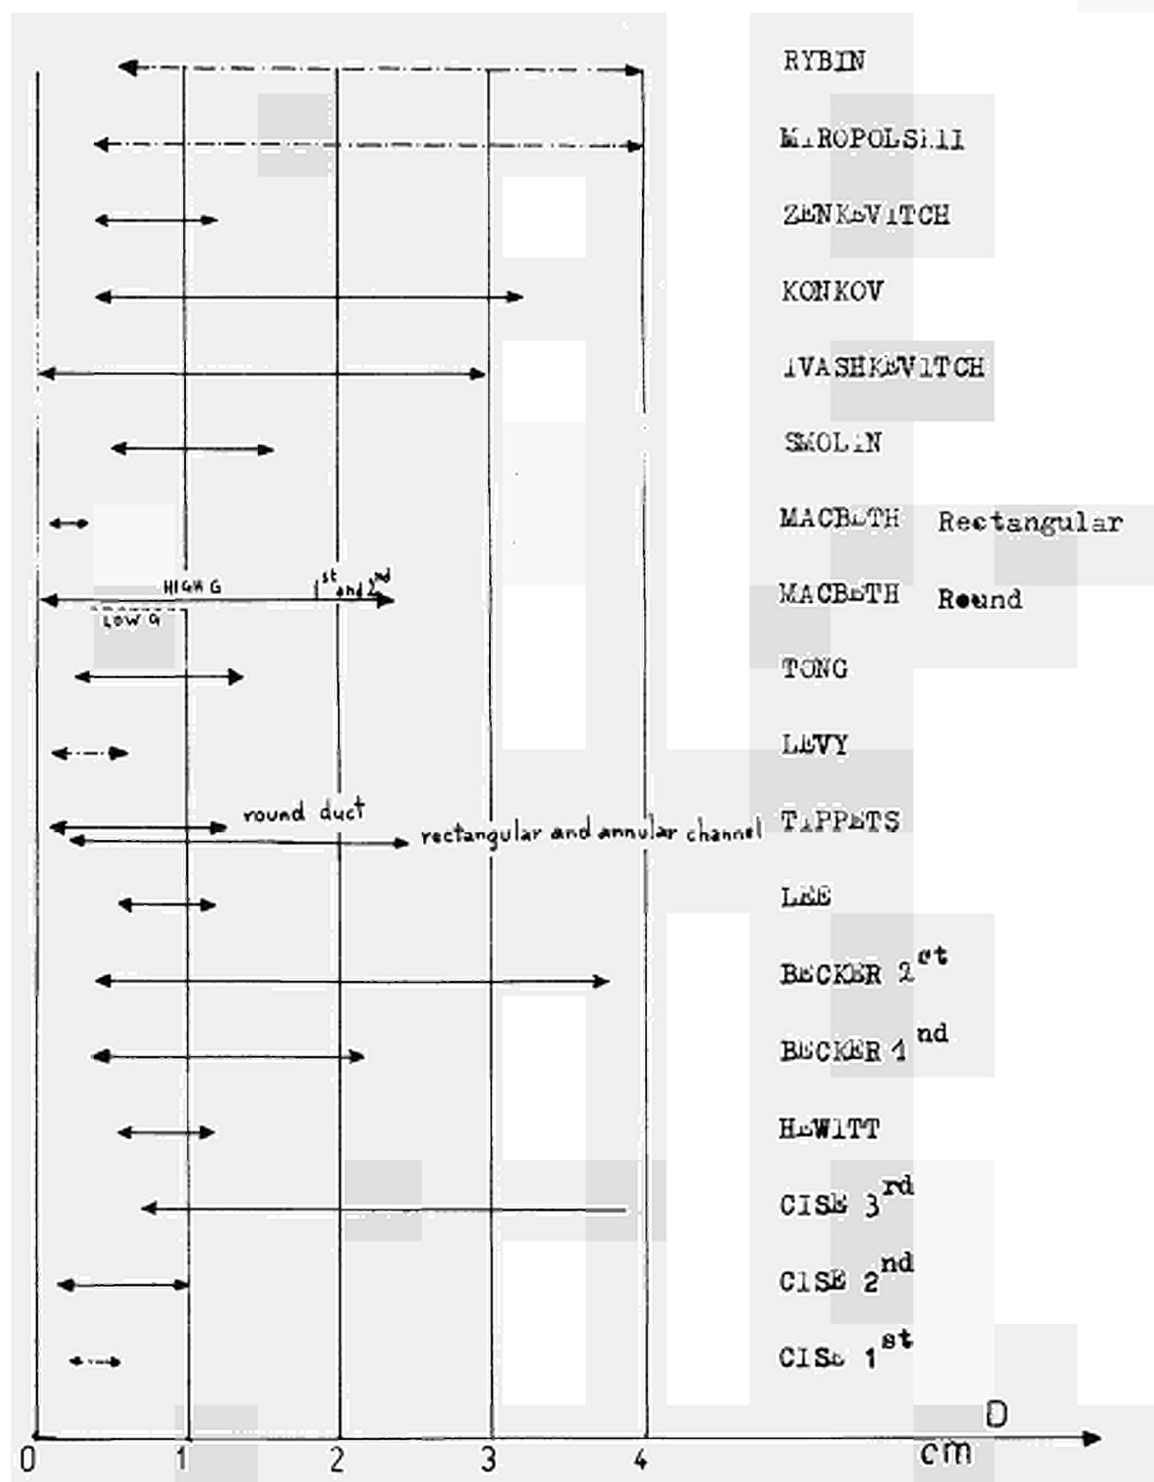 RYBIN
MIROPOLSKII
ZENKEVITCH
KONKOV
IVASHKEVITCH
SMOLIN
MACBETH Rectangular
HIGH G 1st and 2nd
MACBETH Round
LOW G
TONG
LEVY
round duct
TIPPETS
rectangular and annular channel
LEE
BECKER 2st
BECKER 1nd
HEWITT
CISE 3rd
CISE 2nd
CISE 1st
D
0 1 2 3 4 cm